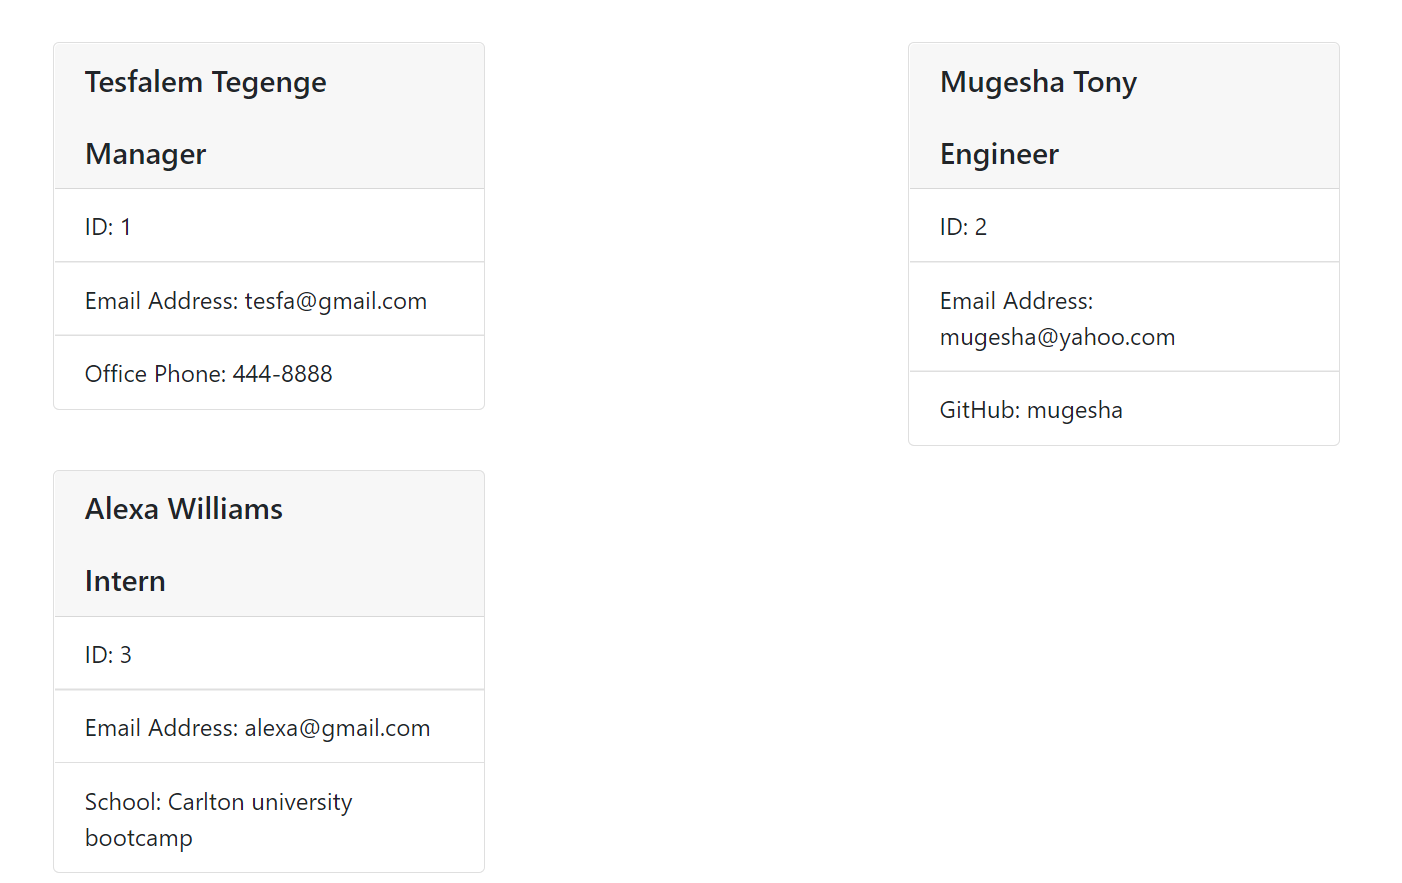 Tesfalem Tegenge
Manager
ID: 1
Email Address: tesfa@gmail.com
Office Phone: 444-8888
Mugesha Tony
Engineer
ID: 2
Email Address:
mugesha@yahoo.com
GitHub: mugesha
Alexa Williams
Intern
ID: 3
Email Address: alexa@gmail.com
School: Carlton university
bootcamp